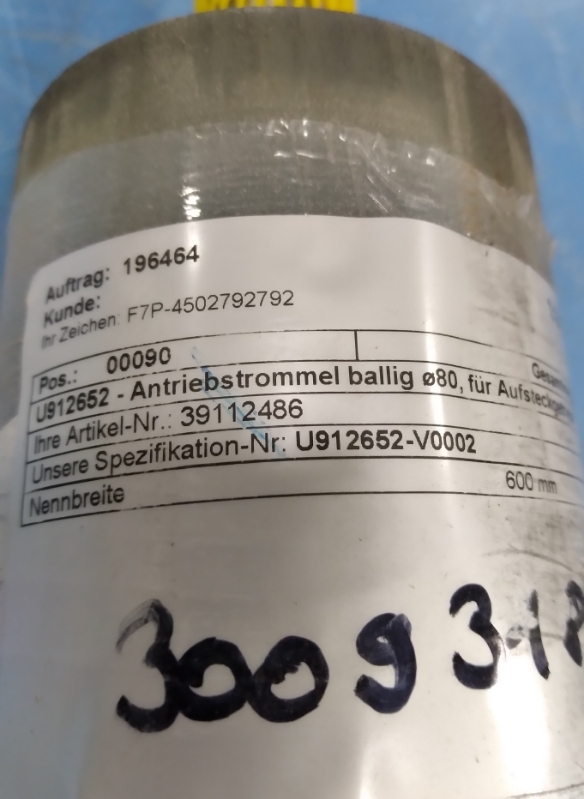 Auftrag: 196464
Kunde:
Ihr Zeichen: F7P-4502792792
Pos.: 00090
U912652 - Antriebstrommel ballig ø80, für
Ihre Artikel-Nr.: 39112486
Unsere Spezifikation-Nr: U912652-V0002
Nennbreite 600 mm
3009 31